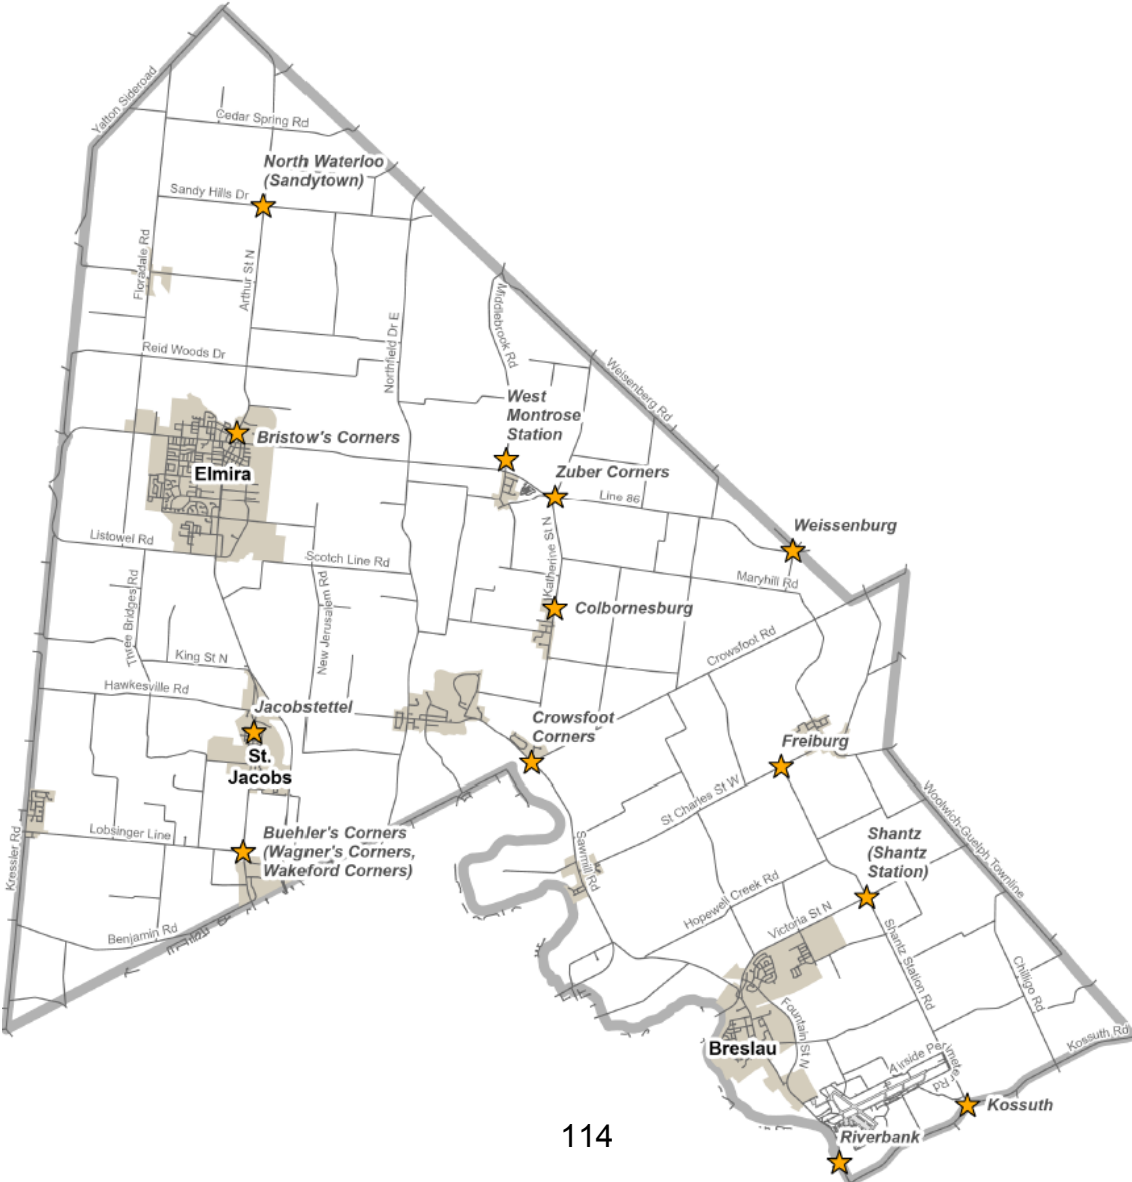 Yatton Sideroad
Cedar Spring Rd
North Waterloo
(Sandytown)
Sandy Hills Dr
Floradale Rd
Arthur St N
Middlebrook Rd
Northfield Dr E
Reid Woods Dr
Weisenberg Rd
West
Montrose
Station
Bristow's Corners
Elmira
Zuber Corners
Line 86
Weissenburg
Listowel Rd
Scotch Line Rd
Katherine St N
Maryhill Rd
Three Bridges Rd
New Jerusalem Rd
Colbornesburg
King St N
Crowsfoot Rd
Hawkesville Rd
Jacobstettel
Crowsfoot
Corners
Freiburg
St.
Jacobs
St Charles St W
Woolwich-Guelph Townline
Kressler Rd
Lobsinger Line
Buehler's Corners
(Wagner's Corners,
Wakeford Corners)
Sawmill Rd
Shantz
(Shantz
Station)
Hopewell Creek Rd
Victoria St N
Benjamin Rd
Shantz Station Rd
Chilligo Rd
Fountain St N
Breslau
Kossuth Rd
Airside Perimeter Rd
Kossuth
114
Riverbank